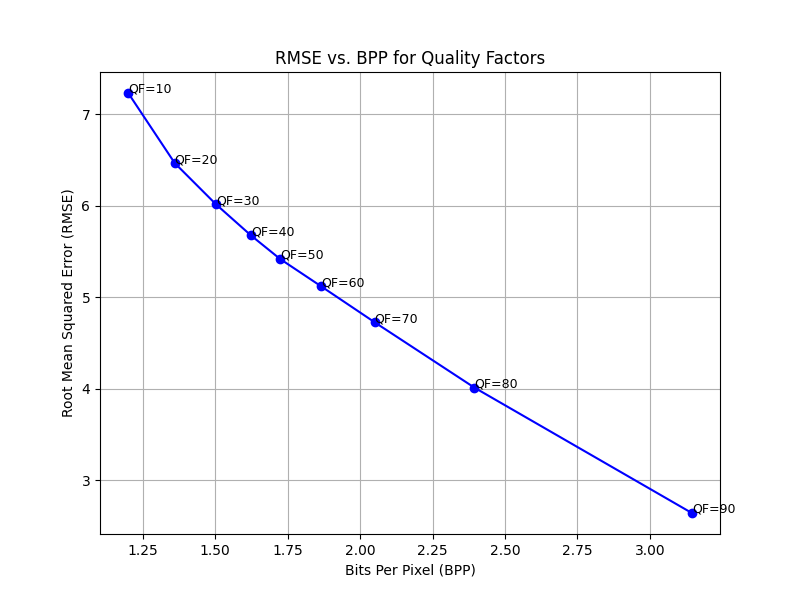 RMSE vs. BPP for Quality Factors
Root Mean Squared Error (RMSE)
7
6
5
4
3
QF=10
QF=20
QF=30
QF=40
QF=50
QF=60
QF=70
QF=80
QF=90
1.25 1.50 1.75 2.00 2.25 2.50 2.75 3.00
Bits Per Pixel (BPP)